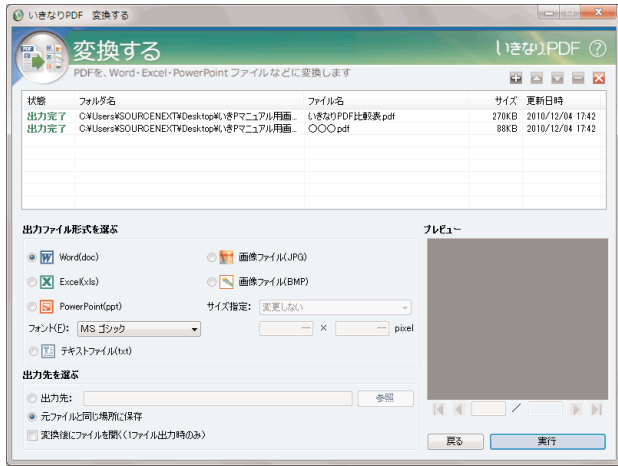 いきなりPDF 変換する
変換する
いきなりPDF ?
PDFを、Word・Excel・PowerPoint ファイルなどに変換します
状態 フォルダ名 ファイル名 サイズ 更新日時
出力完了 C:¥Users¥SOURCENEXT¥Desktop¥いきPマニュアル用画... いきなりPDF比較表.pdf 270KB 2010/12/04 17:42
出力完了 C:¥Users¥SOURCENEXT¥Desktop¥いきPマニュアル用画... 〇〇〇.pdf 88KB 2010/12/04 17:42
出力ファイル形式を選ぶ
プレビュー
Word(doc) 画像ファイル(JPG)
Excel(xls) 画像ファイル(BMP)
PowerPoint(ppt) サイズ指定: 変更しない
フォント(F): MS ゴシック --- × --- pixel
テキストファイル(txt)
出力先を選ぶ
出力先: 参照
元ファイルと同じ場所に保存
/
変換後にファイルを開く(1ファイル出力時のみ)
戻る 実行